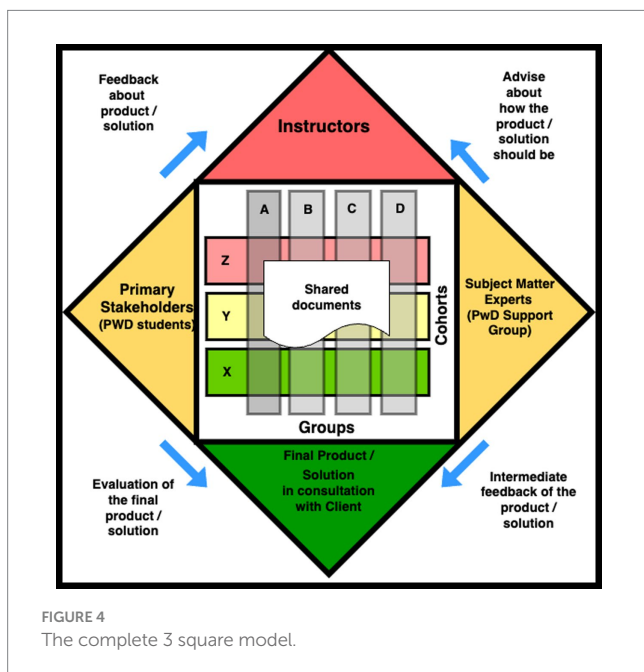 Feedback
about
product /
solution
Advise
about
how the
product /
solution
should be
Instructors
A
B
C
D
Z
Y
X
Shared
documents
Primary
Stakeholders
(PWD students)
Cohorts
Subject Matter
Experts
(PwD Support
Group)
Groups
Final Product /
Solution
in consultation
with Client
Evaluation of
the final
product /
solution
Intermediate
feedback of the
product /
solution
FIGURE 4
The complete 3 square model.